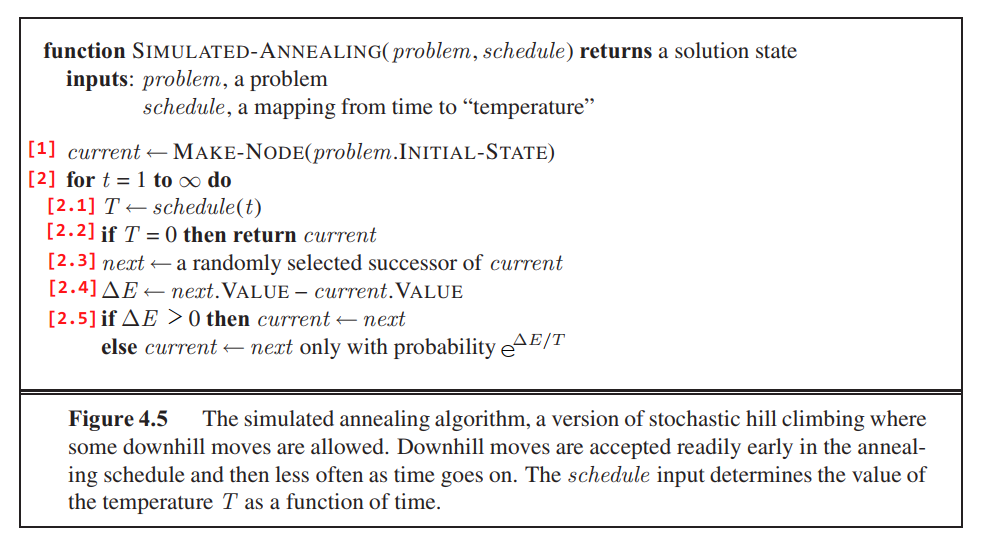 function SIMULATED-ANNEALING(problem, schedule) returns a solution state
inputs: problem, a problem
schedule, a mapping from time to “temperature”
[1] current ← MAKE-NODE(problem.INITIAL-STATE)
[2] for t = 1 to ∞ do
[2.1] T ← schedule(t)
[2.2] if T = 0 then return current
[2.3] next ← a randomly selected successor of current
[2.4] ΔE ← next.VALUE – current.VALUE
[2.5] if ΔE > 0 then current ← next
else current ← next only with probability e^{ΔE/T}
Figure 4.5 The simulated annealing algorithm, a version of stochastic hill climbing where
some downhill moves are allowed. Downhill moves are accepted readily early in the anneal-
ing schedule and then less often as time goes on. The schedule input determines the value of
the temperature T as a function of time.